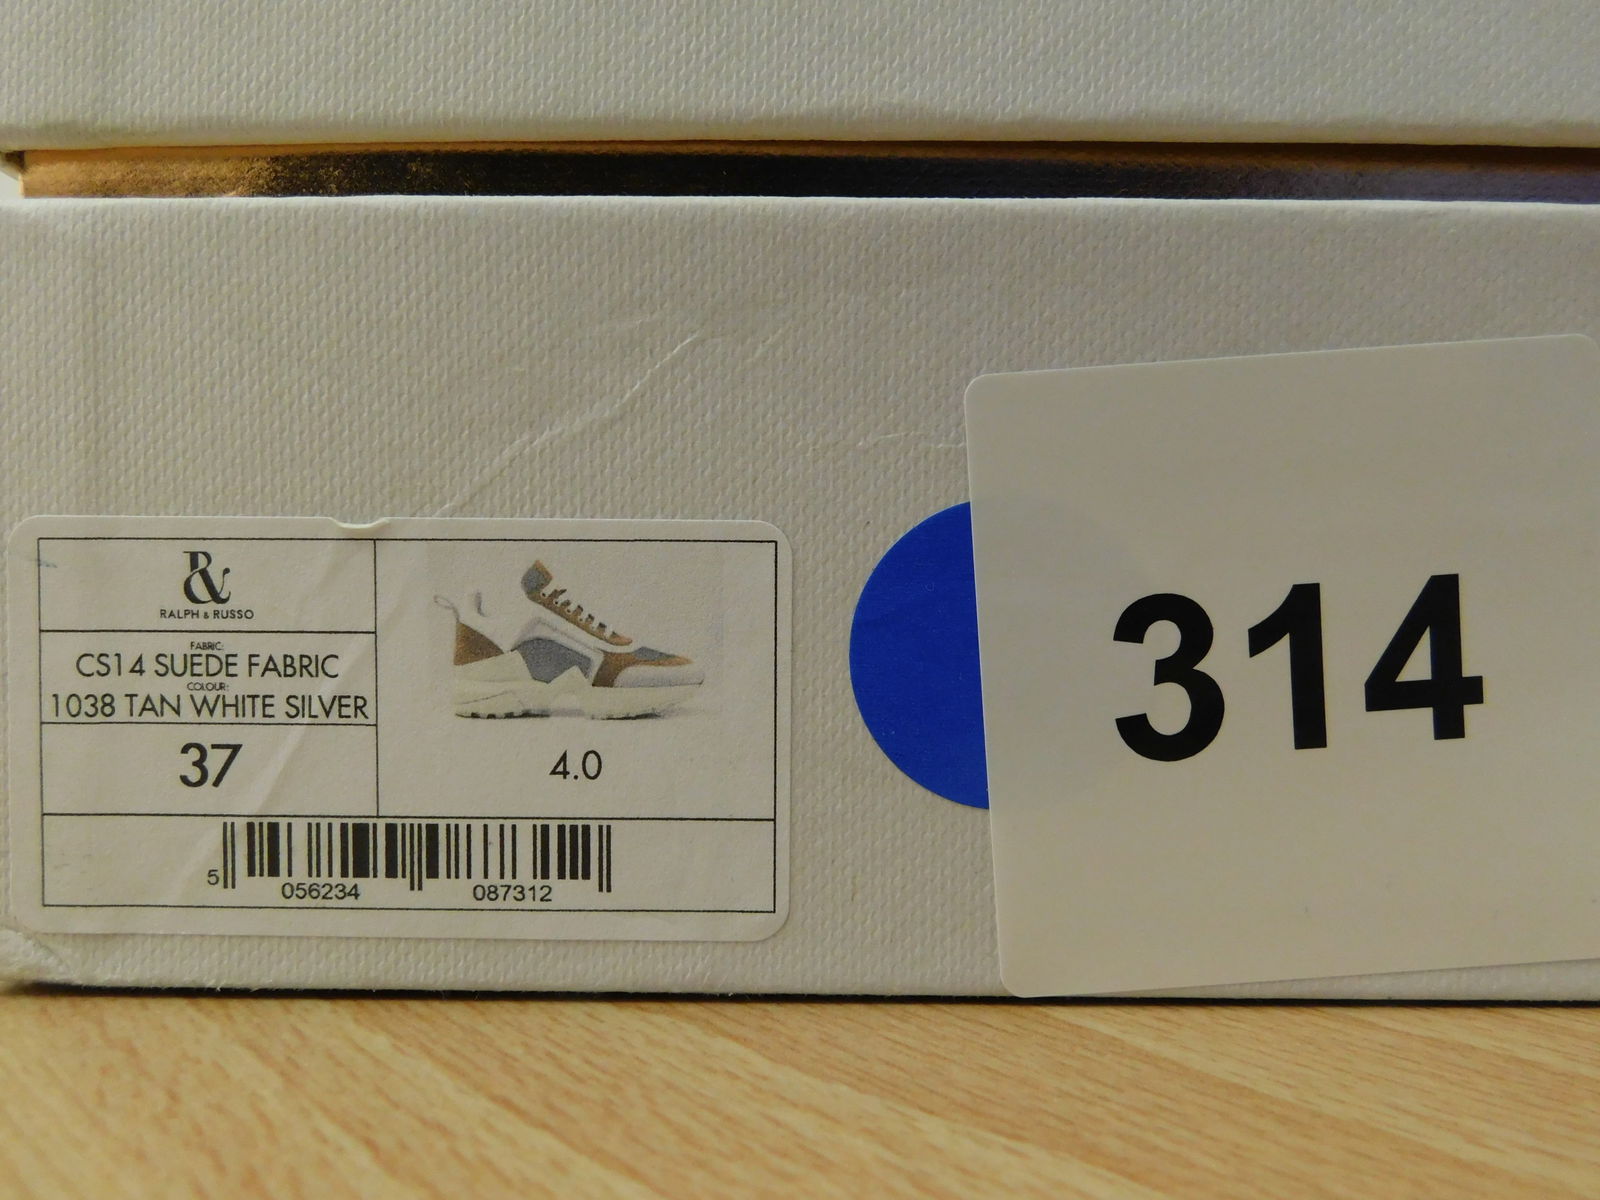 R&
RALPH & RUSSO
FABRIC:
CS14 SUEDE FABRIC
COLOUR:
1038 TAN WHITE SILVER
37
4.0
5 056234 087312
314